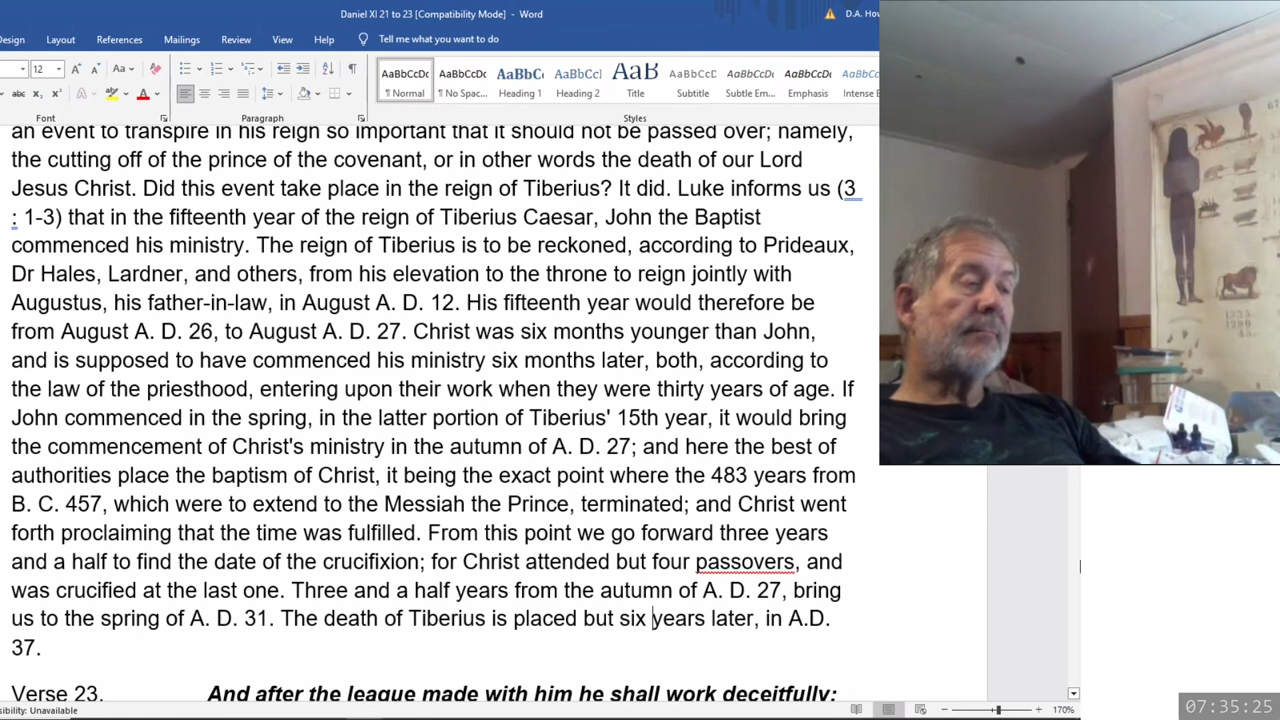 Daniel XI 21 to 23 [Compatibility Mode] - Word
D.A. How
Design Layout References Mailings Review View Help Tell me what you want to do
12 Aa
AaBbCcDc AaBbCcDc AaBbC AaBbCcI AaB AaBbCcD AaBbCcDc AaBbCcDc AaBbCcD
¶ Normal ¶ No Spac... Heading 1 Heading 2 Title Subtitle Subtle Em... Emphasis Intense E
Font Paragraph Styles
an event to transpire in his reign so important that it should not be passed over; namely,
the cutting off of the prince of the covenant, or in other words the death of our Lord
Jesus Christ. Did this event take place in the reign of Tiberius? It did. Luke informs us (3
: 1-3) that in the fifteenth year of the reign of Tiberius Caesar, John the Baptist
commenced his ministry. The reign of Tiberius is to be reckoned, according to Prideaux,
Dr Hales, Lardner, and others, from his elevation to the throne to reign jointly with
Augustus, his father-in-law, in August A. D. 12. His fifteenth year would therefore be
from August A. D. 26, to August A. D. 27. Christ was six months younger than John,
and is supposed to have commenced his ministry six months later, both, according to
the law of the priesthood, entering upon their work when they were thirty years of age. If
John commenced in the spring, in the latter portion of Tiberius' 15th year, it would bring
the commencement of Christ's ministry in the autumn of A. D. 27; and here the best of
authorities place the baptism of Christ, it being the exact point where the 483 years from
B. C. 457, which were to extend to the Messiah the Prince, terminated; and Christ went
forth proclaiming that the time was fulfilled. From this point we go forward three years
and a half to find the date of the crucifixion; for Christ attended but four passovers, and
was crucified at the last one. Three and a half years from the autumn of A. D. 27, bring
us to the spring of A. D. 31. The death of Tiberius is placed but six years later, in A.D.
37.
Verse 23. And after the league made with him he shall work deceitfully:
sibility: Unavailable
170%
07:35:25